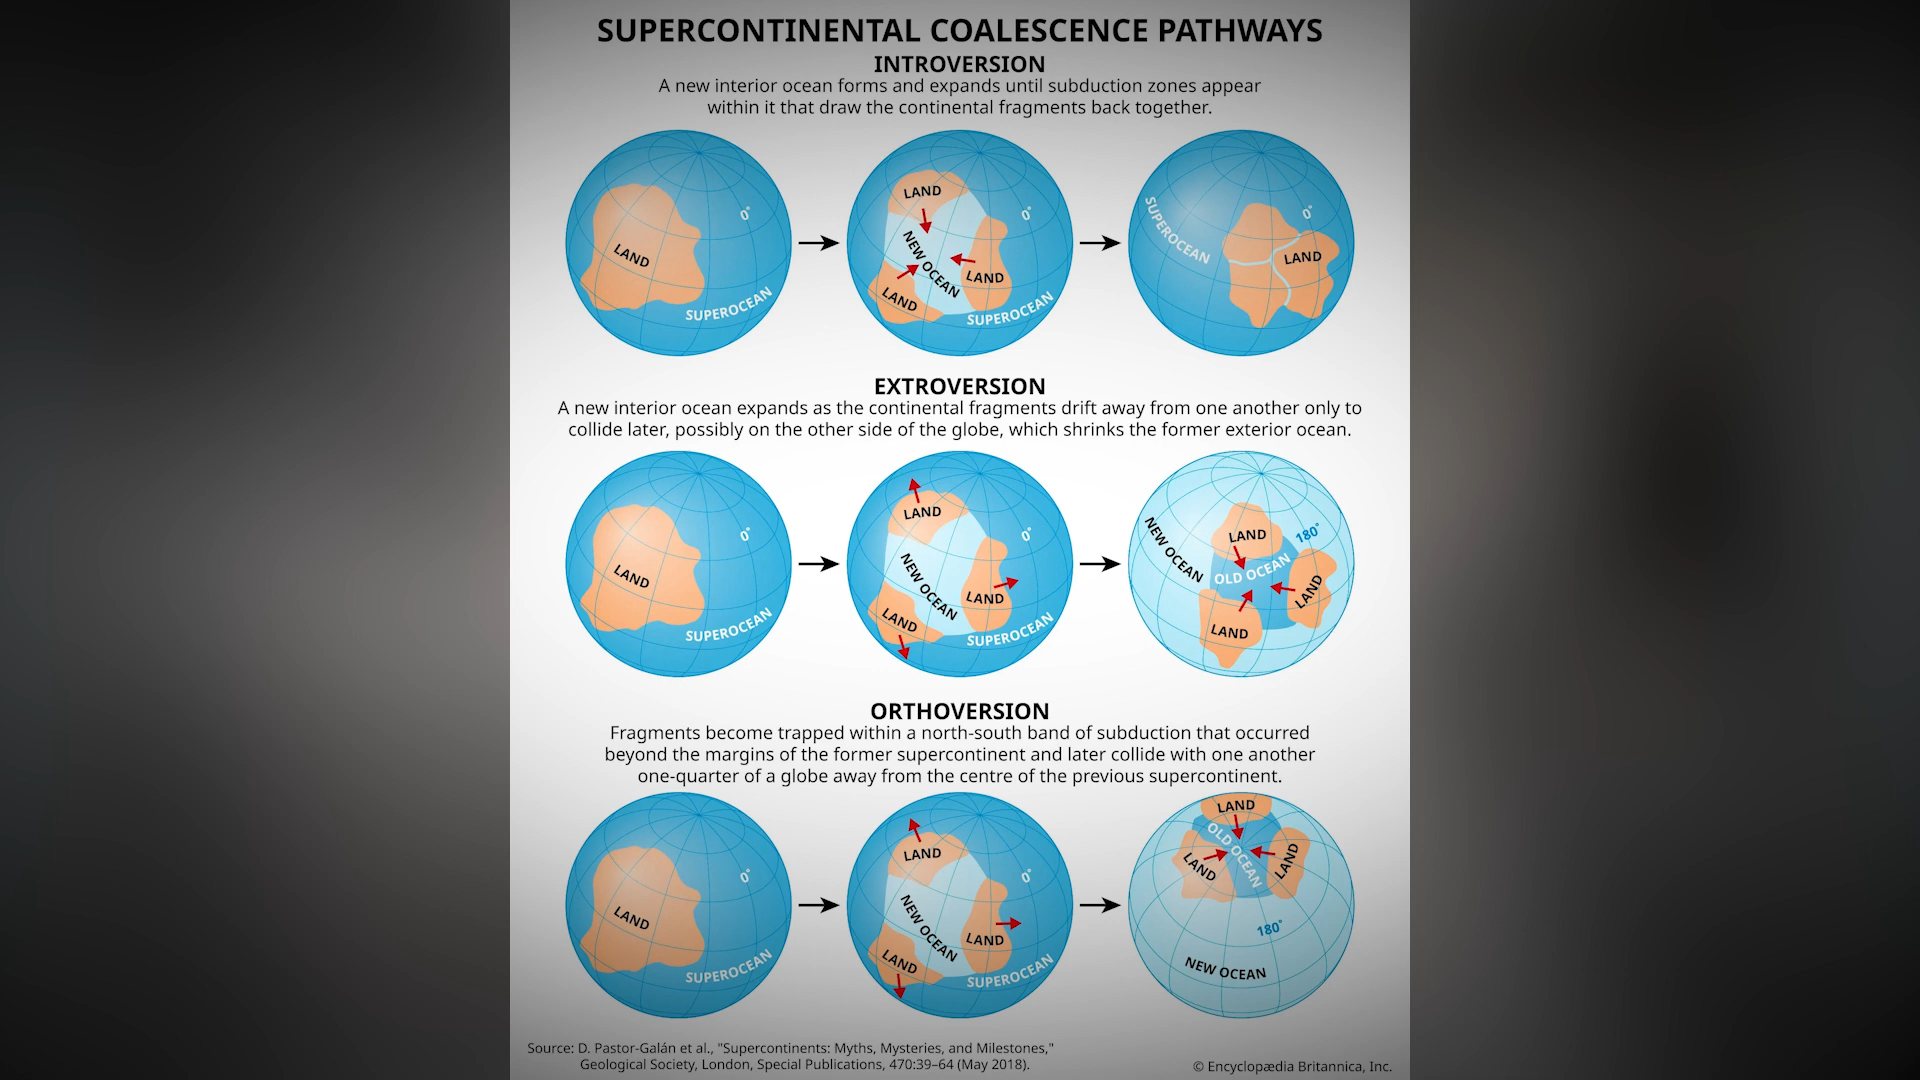 SUPERCONTINENTAL COALESCENCE PATHWAYS
INTROVERSION
A new interior ocean forms and expands until subduction zones appear
within it that draw the continental fragments back together.
LAND
0°
SUPEROCEAN
LAND
NEW OCEAN
LAND
LAND
0°
SUPEROCEAN
SUPEROCEAN
0°
LAND
EXTROVERSION
A new interior ocean expands as the continental fragments drift away from one another only to
collide later, possibly on the other side of the globe, which shrinks the former exterior ocean.
LAND
0°
SUPEROCEAN
LAND
NEW OCEAN
LAND
LAND
0°
SUPEROCEAN
NEW OCEAN
LAND
180°
OLD OCEAN
LAND
LAND
ORTHOVERSION
Fragments become trapped within a north-south band of subduction that occurred
beyond the margins of the former supercontinent and later collide with one another
one-quarter of a globe away from the centre of the previous supercontinent.
LAND
0°
SUPEROCEAN
LAND
NEW OCEAN
LAND
LAND
0°
SUPEROCEAN
LAND
OLD OCEAN
LAND
LAND
180°
NEW OCEAN
Source: D. Pastor-Galán et al., "Supercontinents: Myths, Mysteries, and Milestones,"
Geological Society, London, Special Publications, 470:39–64 (May 2018).
© Encyclopædia Britannica, Inc.